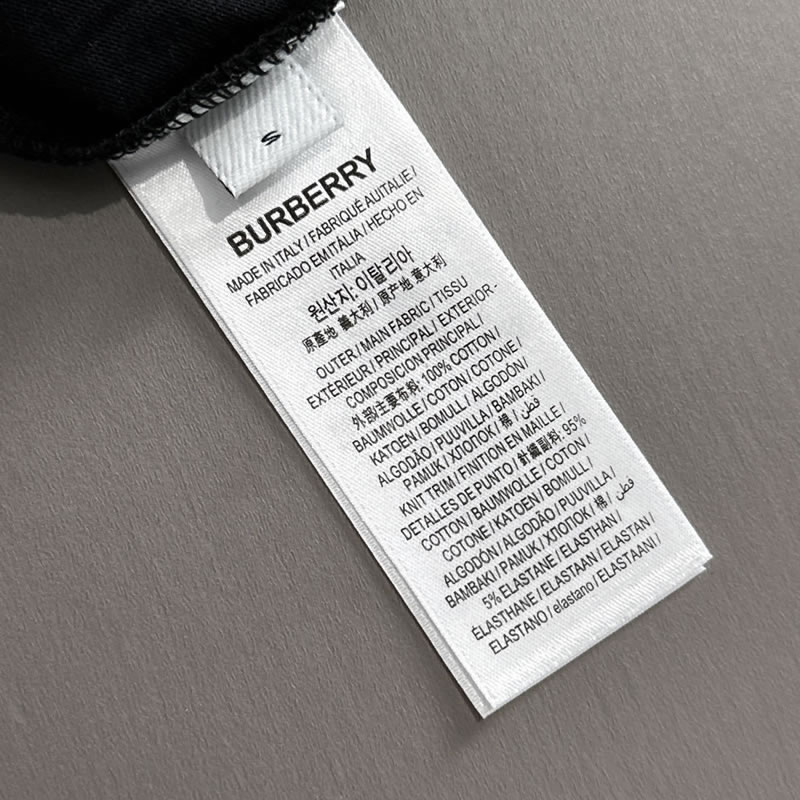 S
BURBERRY
MADE IN ITALY / FABRIQUÉ AU ITALIE /
FABRICADO EM ITÁLIA / HECHO EN
ITALIA
원산지: 이탈리아
原產地 義大利 / 原产地 意大利
OUTER / MAIN FABRIC / TISSU
EXTÉRIEUR / PRINCIPAL / EXTERIOR -
COMPOSICION PRINCIPAL /
外部主要布料: 100% COTTON /
BAUMWOLLE / COTON / COTONE /
KATOEN / BOMULL / ALGODÓN /
ALGODÃO / PUUVILLA / BAMBAKI /
PAMUK / ХЛОПОК / 棉 / قطن
KNIT TRIM / FINITION EN MAILLE /
DETALLES DE PUNTO / 針織副料: 95%
COTTON / BAUMWOLLE / COTON /
COTONE / KATOEN / BOMULL /
ALGODÓN / ALGODÃO / PUUVILLA /
BAMBAKI / PAMUK / ХЛОПОК / 棉 / قطن
5% ELASTANE / ELASTHAN /
ÉLASTHANE / ELASTAAN / ELASTAN /
ELASTANO / elastano / ELASTAANI /